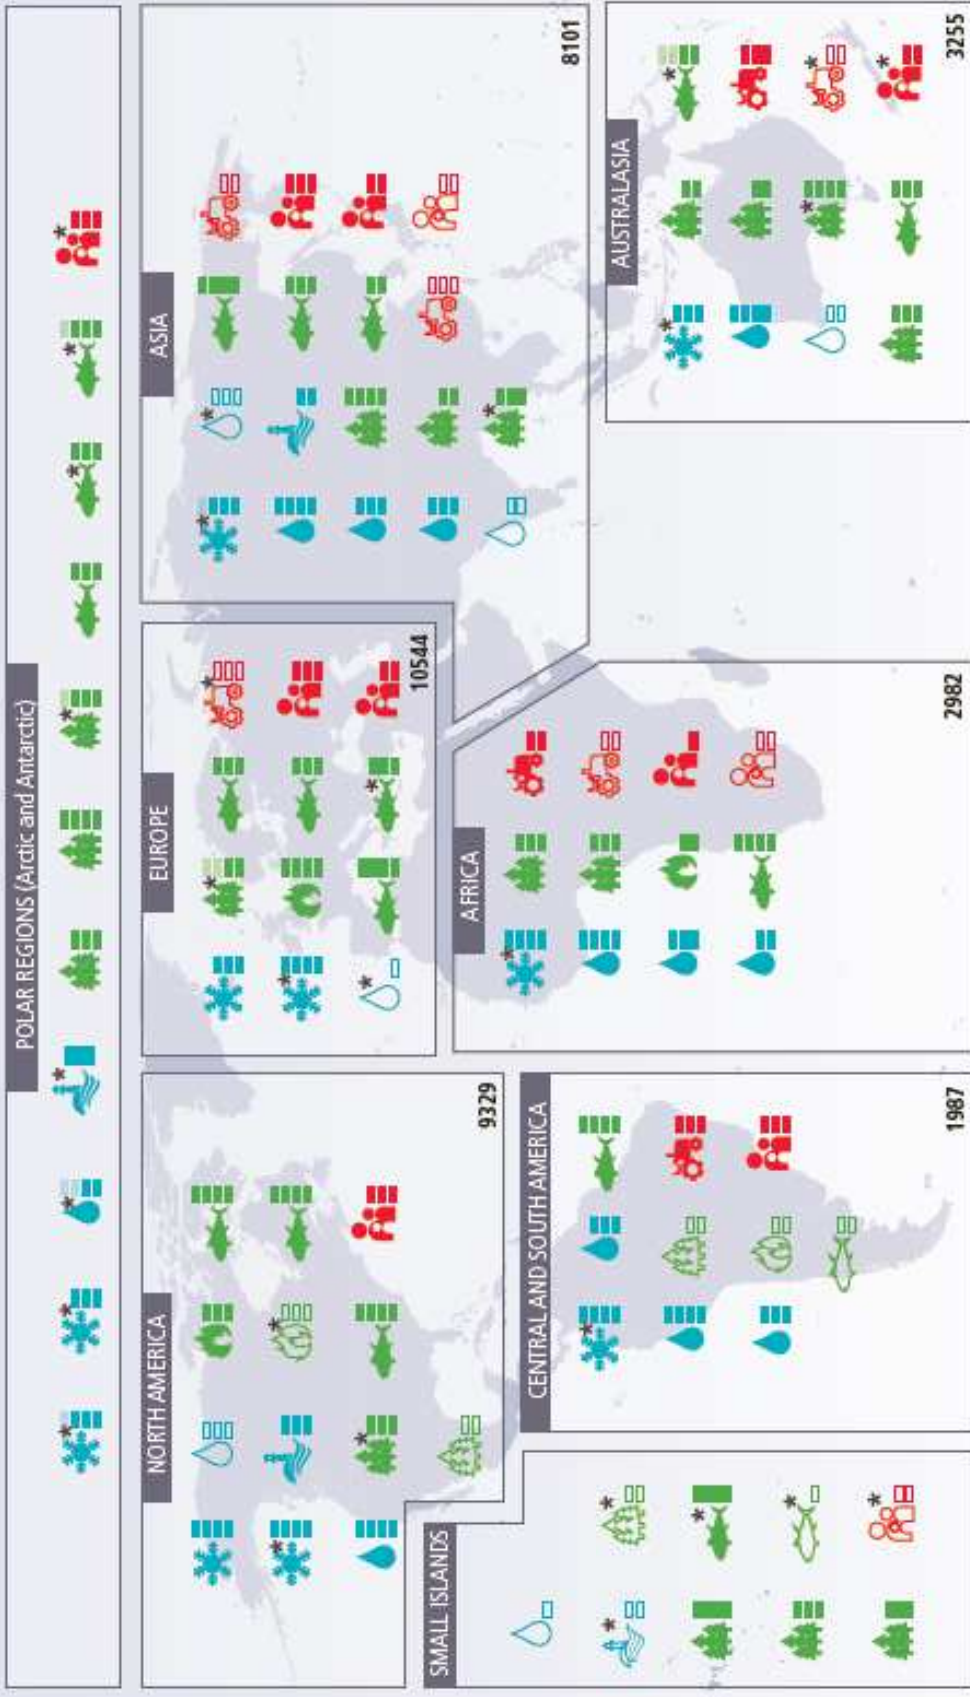 POLAR REGIONS (Arctic and Antarctic)
NORTH AMERICA
9329
EUROPE
10544
ASIA
8101
SMALL ISLANDS
CENTRAL AND SOUTH AMERICA
1987
AFRICA
2982
AUSTRALASIA
3255